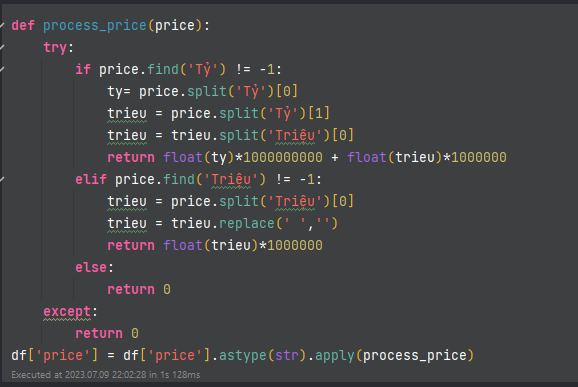 def process_price(price):
    try:
        if price.find('Tỷ') != -1:
            ty= price.split('Tỷ')[0]
            trieu = price.split('Tỷ')[1]
            trieu = trieu.split('Triệu')[0]
            return float(ty)*1000000000 + float(trieu)*1000000
        elif price.find('Triệu') != -1:
            trieu = price.split('Triệu')[0]
            trieu = trieu.replace(' ','')
            return float(trieu)*1000000
        else:
            return 0
    except:
        return 0
df['price'] = df['price'].astype(str).apply(process_price)
Executed at 2023.07.09 22:02:28 in 1s 128ms